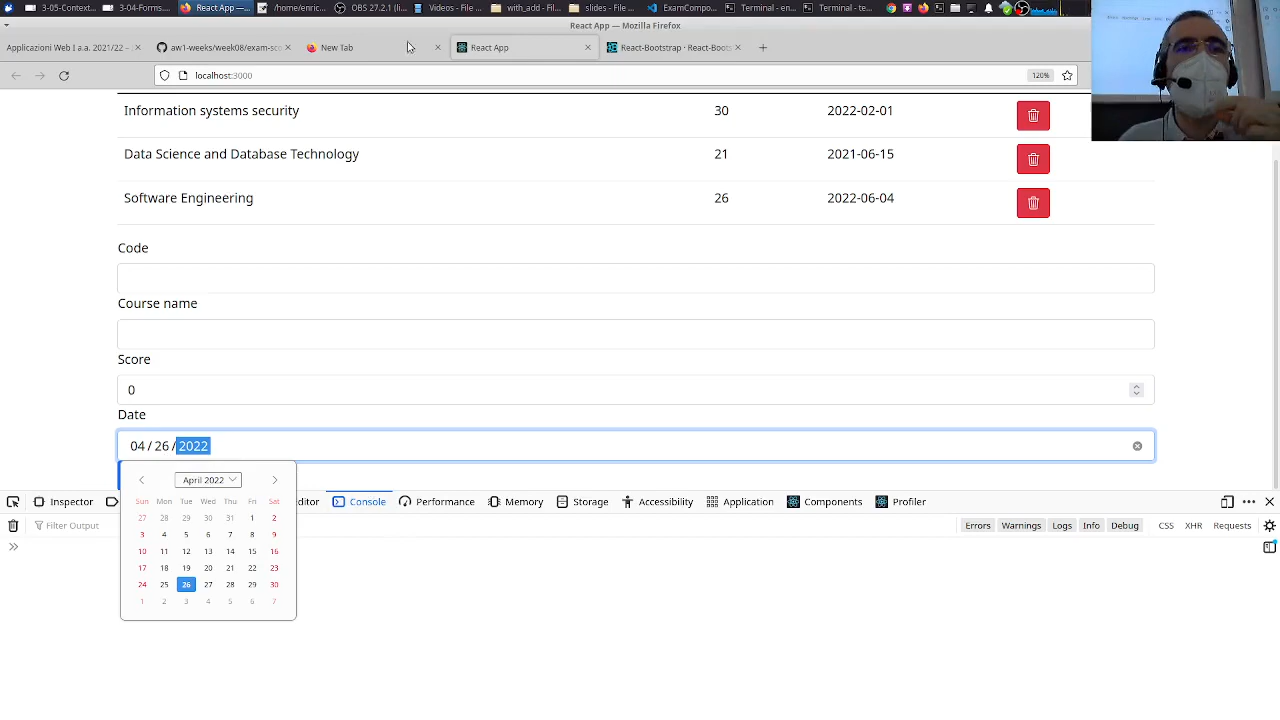 3-05-Context... 3-04-Forms... React App —... /home/enric... OBS 27.2.1 (l... Videos - File ... with_add - File ... slides - File ... ExamCompo... Terminal - en... Terminal - te...
React App — Mozilla Firefox
Applicazioni Web I a.a. 2021/22 – aw1-weeks/week08/exam-sco New Tab React App React-Bootstrap · React-Boots
localhost:3000 120%
Information systems security 30 2022-02-01
Data Science and Database Technology 21 2021-06-15
Software Engineering 26 2022-06-04
Code
Course name
Score
0
Date
04 / 26 / 2022
April 2022
Sun Mon Tue Wed Thu Fri Sat
27 28 29 30 31 1 2
3 4 5 6 7 8 9
10 11 12 13 14 15 16
17 18 19 20 21 22 23
24 25 26 27 28 29 30
1 2 3 4 5 6 7
Inspector itor Console Performance Memory Storage Accessibility Application Components Profiler
Filter Output Errors Warnings Logs Info Debug CSS XHR Requests